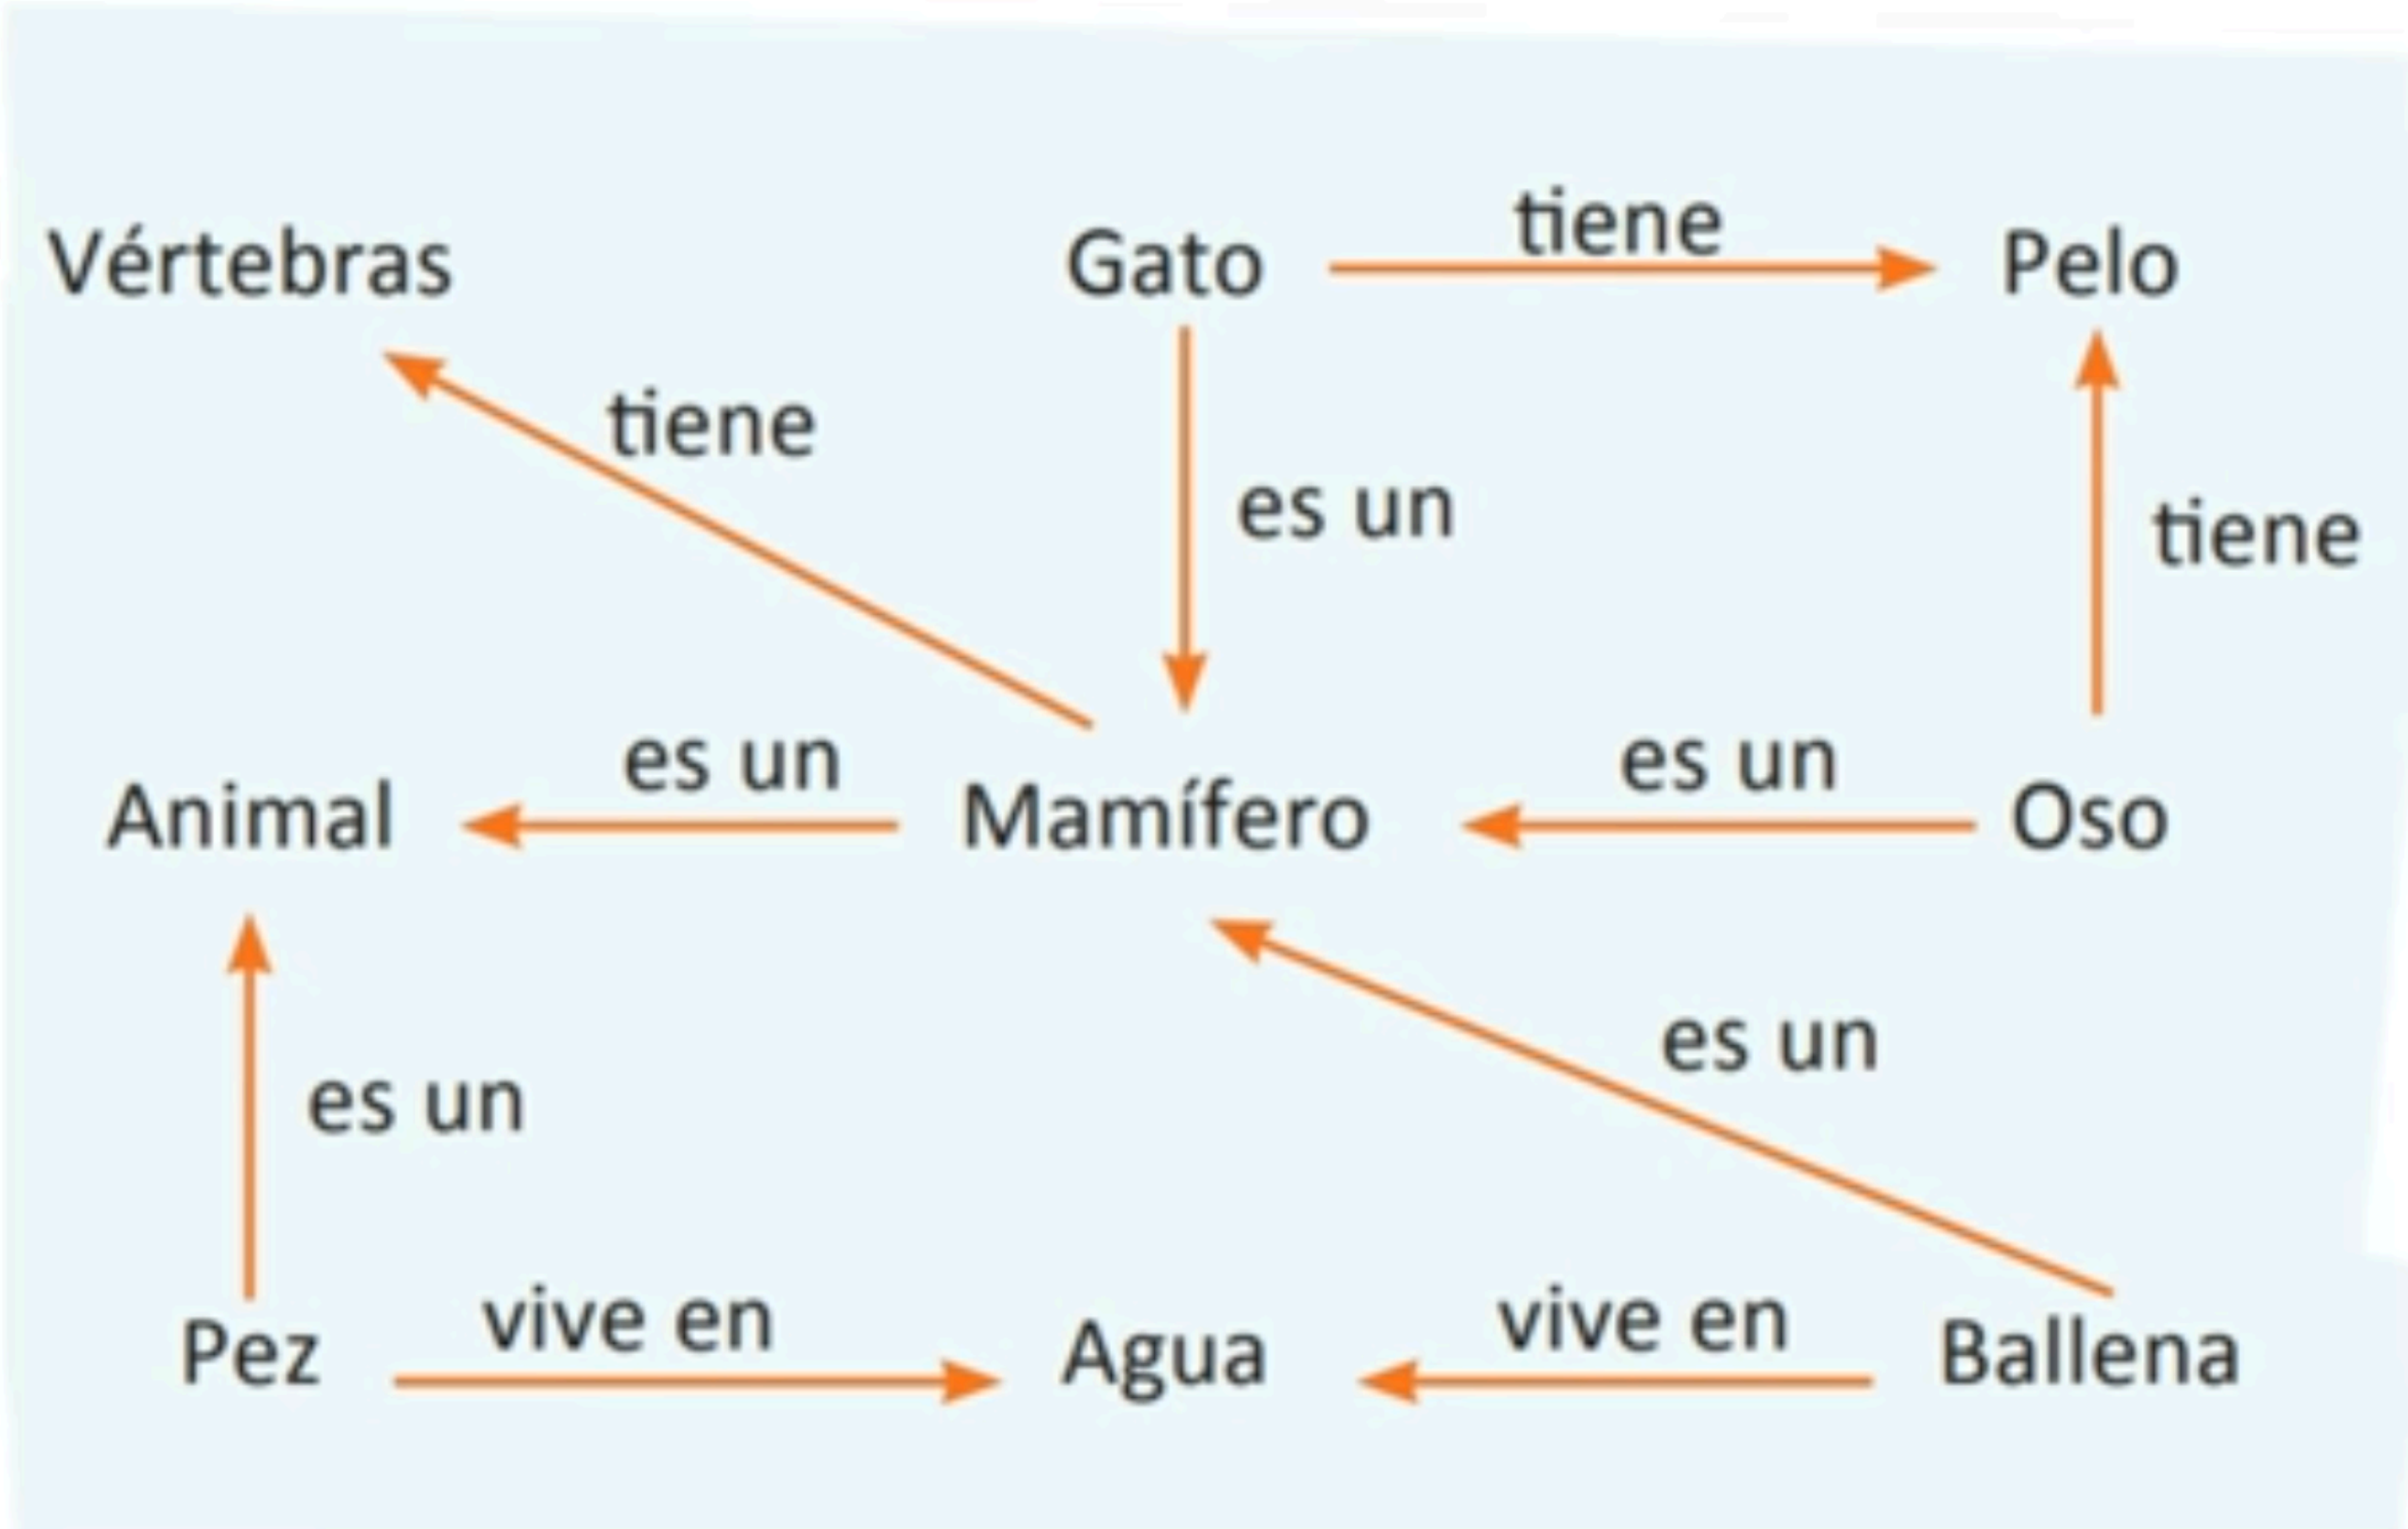 Vértebras
Gato
tiene
Pelo
tiene
es un
tiene
Animal
es un
Mamífero
es un
Oso
es un
es un
Pez
vive en
Agua
vive en
Ballena